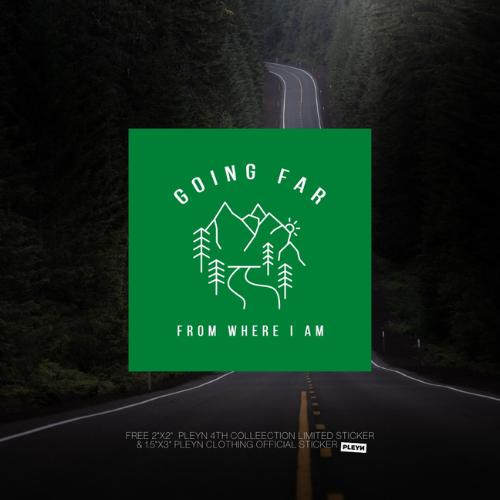 GOING FAR
FROM WHERE I AM
FREE 2"X2" PLEYN 4TH COLLEECTION LIMITED STICKER
& 1.5"X3" PLEYN CLOTHING OFFICIAL STICKER PLEYN